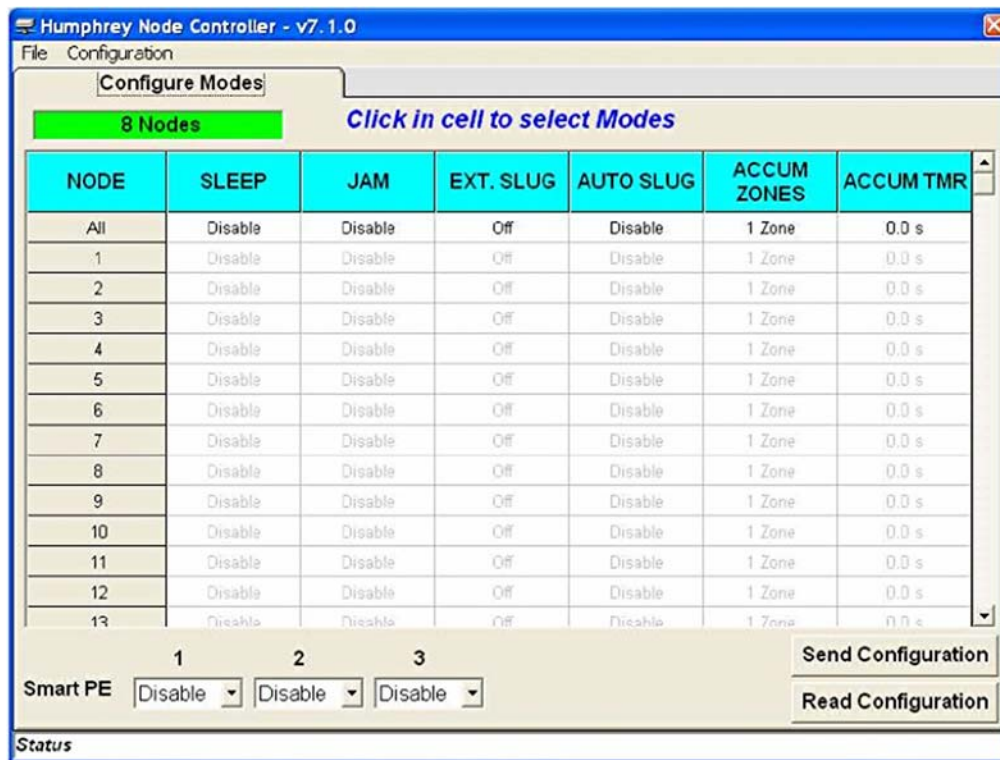 Humphrey Node Controller - v7.1.0
File Configuration
Configure Modes
8 Nodes
Click in cell to select Modes
NODE SLEEP JAM EXT. SLUG AUTO SLUG ACCUM ZONES ACCUM TMR
All Disable Disable Off Disable 1 Zone 0.0 s
1 Disable Disable Off Disable 1 Zone 0.0 s
2 Disable Disable Off Disable 1 Zone 0.0 s
3 Disable Disable Off Disable 1 Zone 0.0 s
4 Disable Disable Off Disable 1 Zone 0.0 s
5 Disable Disable Off Disable 1 Zone 0.0 s
6 Disable Disable Off Disable 1 Zone 0.0 s
7 Disable Disable Off Disable 1 Zone 0.0 s
8 Disable Disable Off Disable 1 Zone 0.0 s
9 Disable Disable Off Disable 1 Zone 0.0 s
10 Disable Disable Off Disable 1 Zone 0.0 s
11 Disable Disable Off Disable 1 Zone 0.0 s
12 Disable Disable Off Disable 1 Zone 0.0 s
13 Disable Disable Off Disable 1 Zone 0.0 s
1 2 3
Smart PE Disable Disable Disable
Send Configuration
Read Configuration
Status